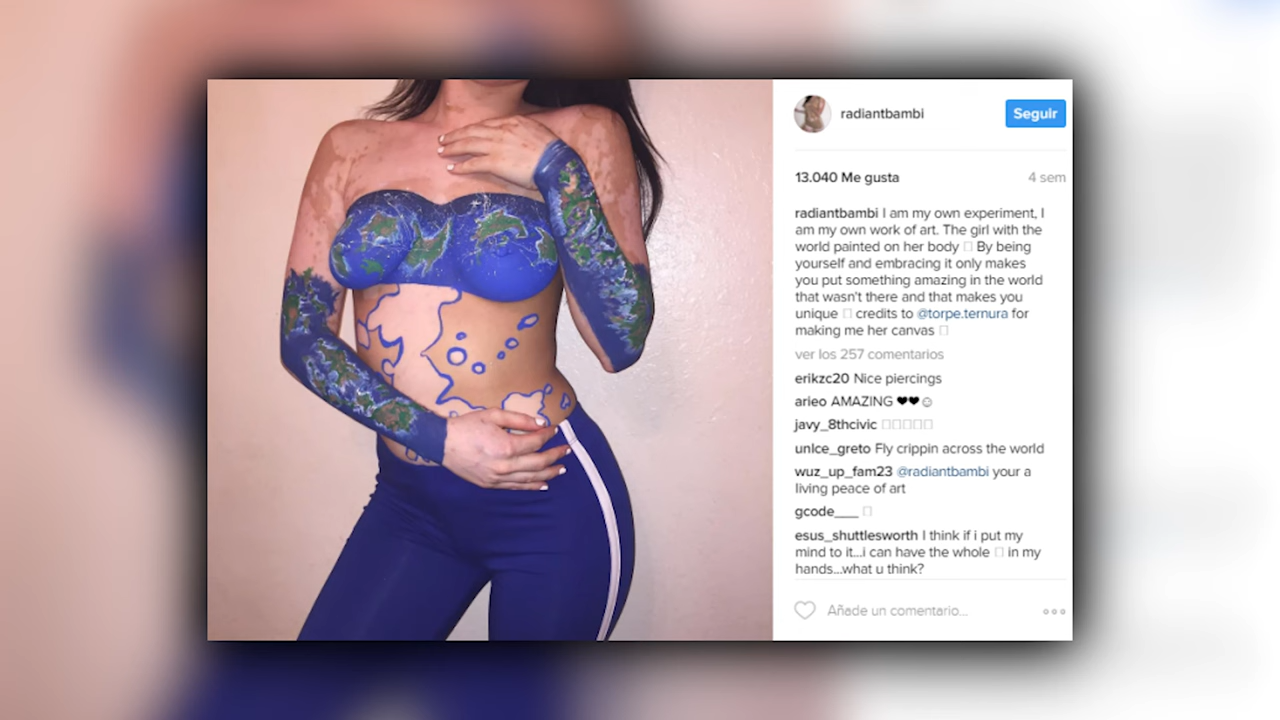 radiantbambi
Seguir
13.040 Me gusta
4 sem
radiantbambi I am my own experiment, I
am my own work of art. The girl with the
world painted on her body □ By being
yourself and embracing it only makes
you put something amazing in the world
that wasn't there and that makes you
unique □ credits to @torpe.ternura for
making me her canvas □
ver los 257 comentarios
erikzc20 Nice piercings
arieo AMAZING ❤❤☺
javy_8thcivic □□□□□
unlce_greto Fly crippin across the world
wuz_up_fam23 @radiantbambi your a
living peace of art
gcode___ □
esus_shuttlesworth I think if i put my
mind to it...i can have the whole □ in my
hands...what u think?
Añade un comentario...